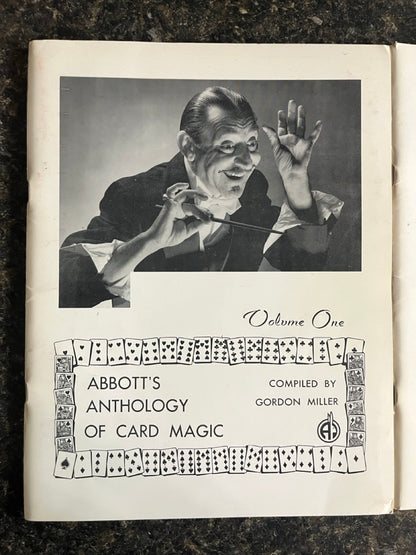 Volume One
ABBOTT'S
ANTHOLOGY
OF CARD MAGIC
COMPILED BY
GORDON MILLER